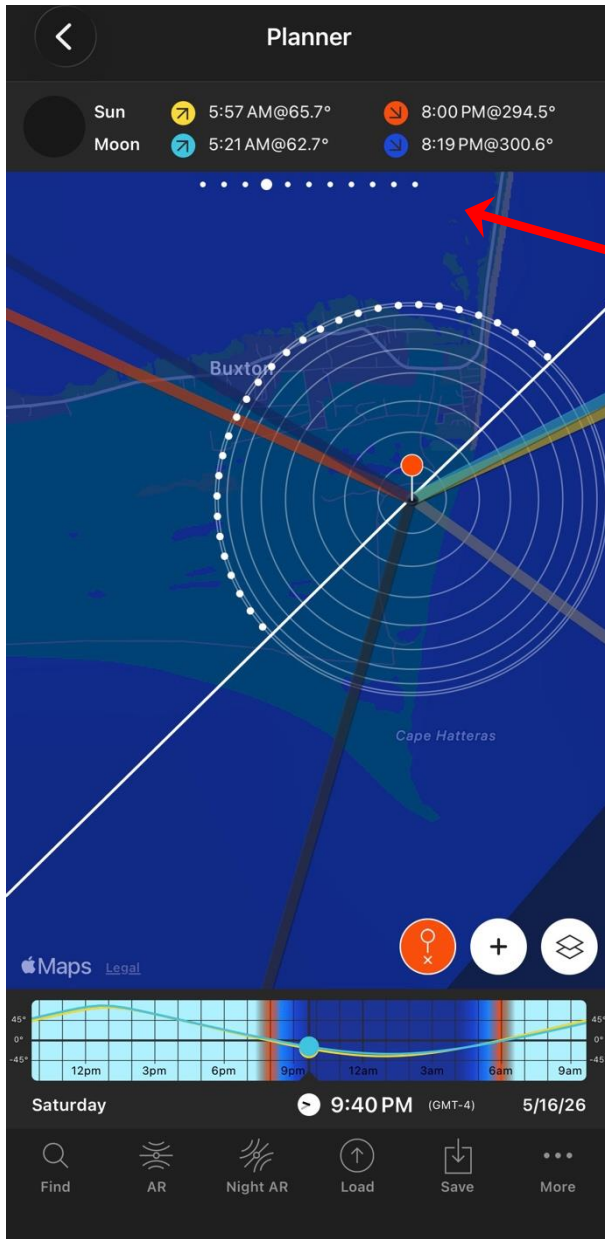 Planner
Sun 5:57 AM@65.7° 8:00 PM@294.5°
Moon 5:21 AM@62.7° 8:19 PM@300.6°
Buxton
Cape Hatteras
Maps Legal
45° 45°
0° 0°
-45° -45°
12pm 3pm 6pm 9pm 12am 3am 6am 9am
Saturday 9:40 PM (GMT-4) 5/16/26
Find AR Night AR Load Save More